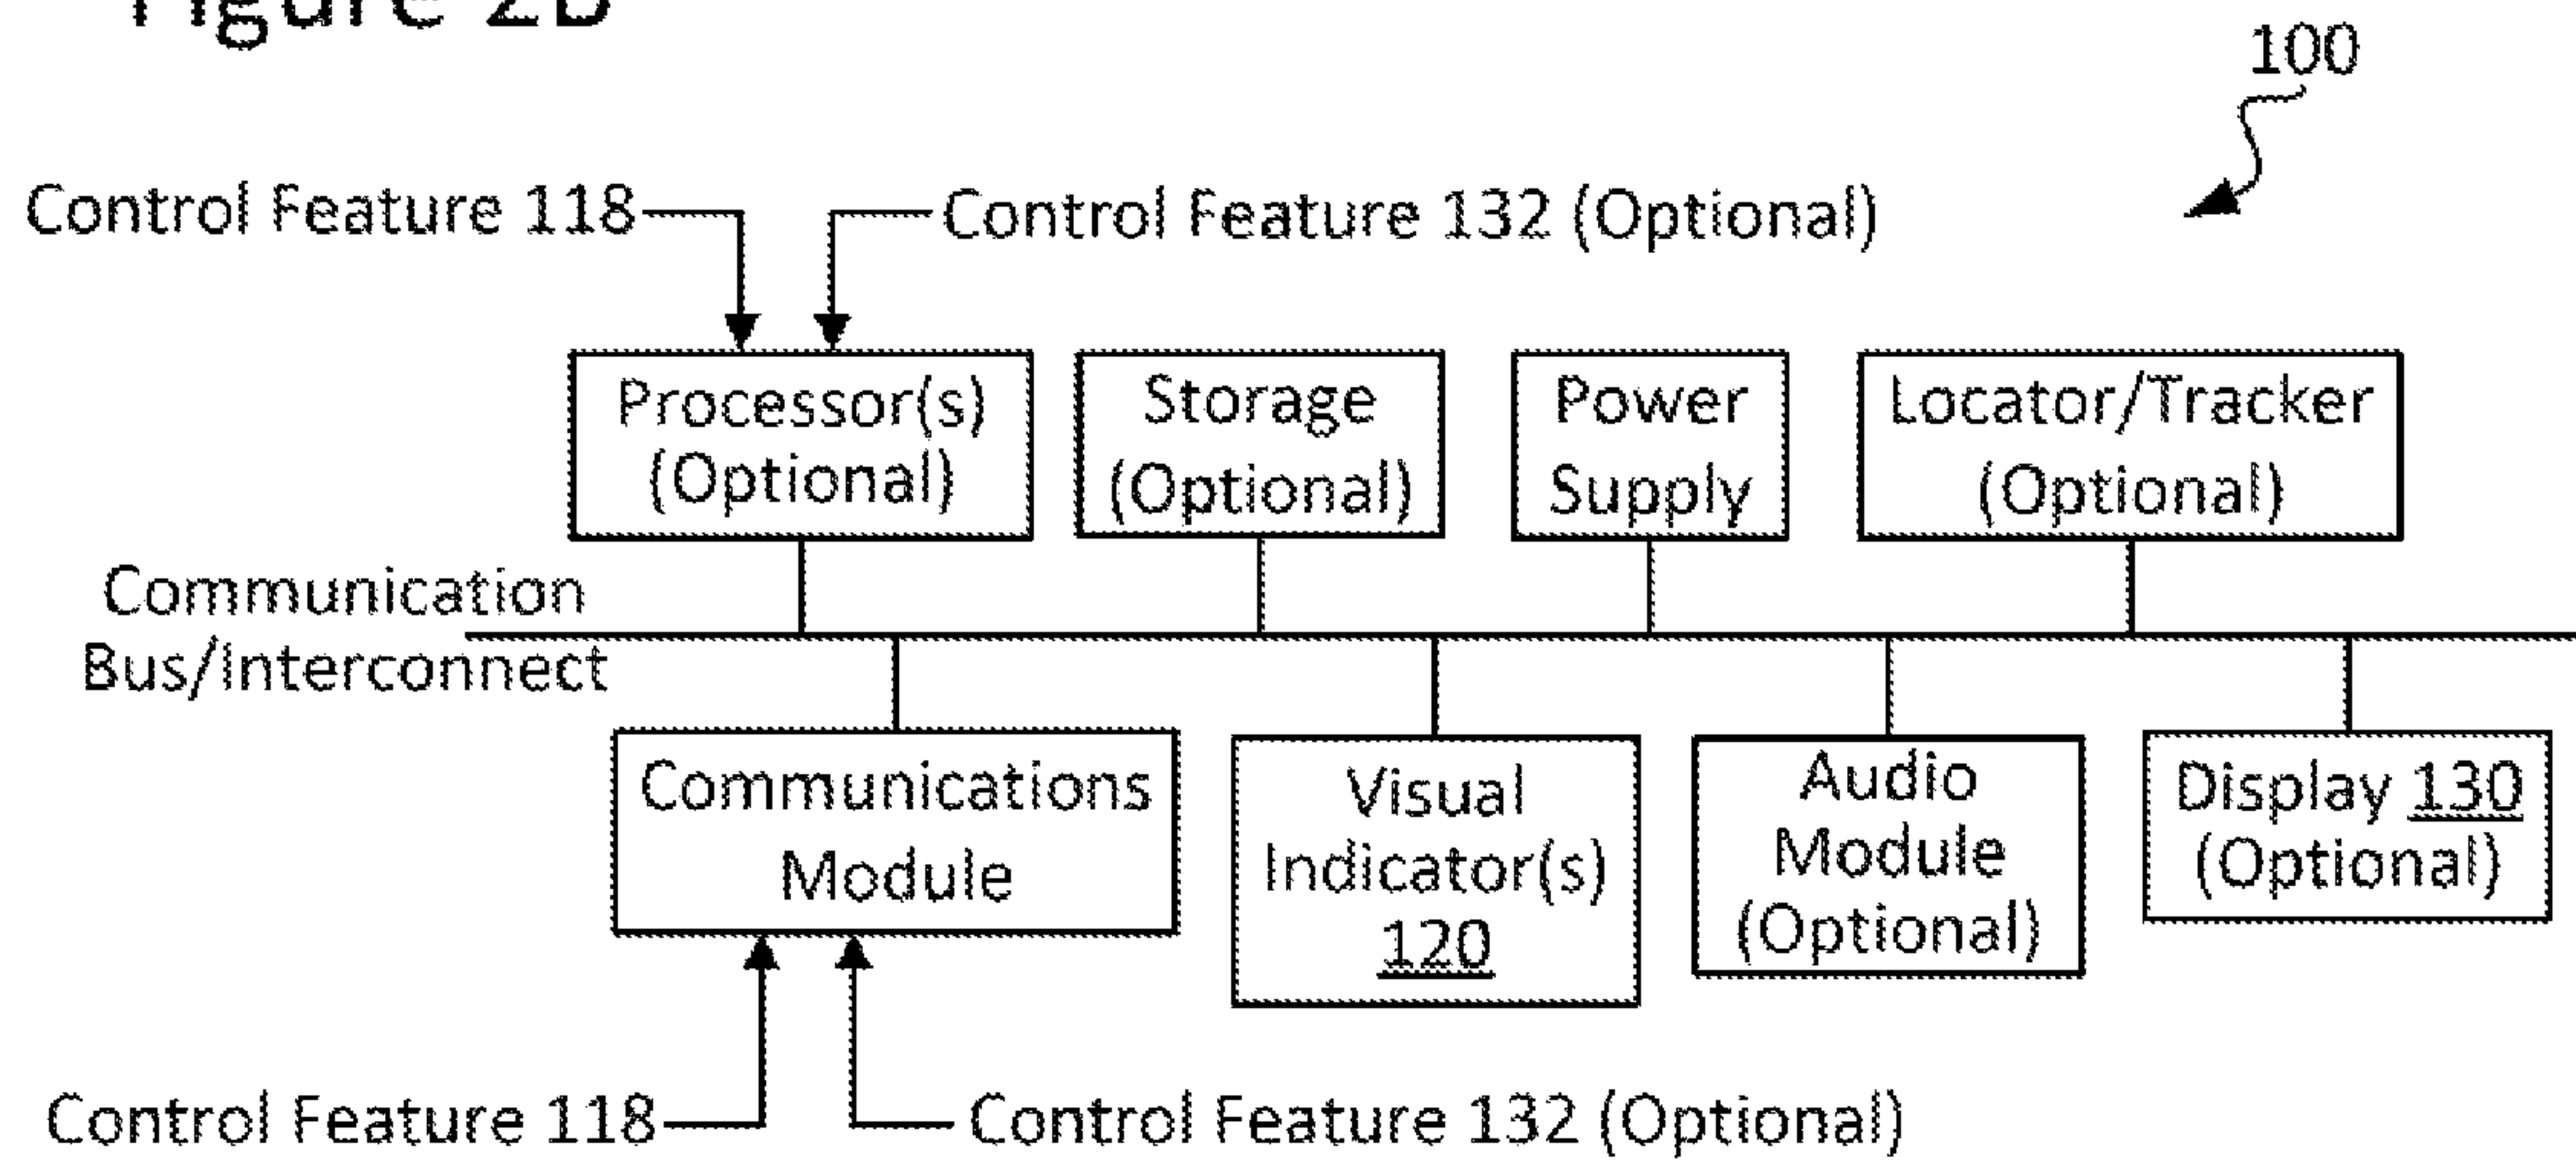 Figure 2B
100
Control Feature 118
Control Feature 132 (Optional)
Processor(s)
(Optional)
Storage
(Optional)
Power
Supply
Locator/Tracker
(Optional)
Communication
Bus/Interconnect
Communications
Module
Visual
Indicator(s)
120
Audio
Module
(Optional)
Display 130
(Optional)
Control Feature 118
Control Feature 132 (Optional)